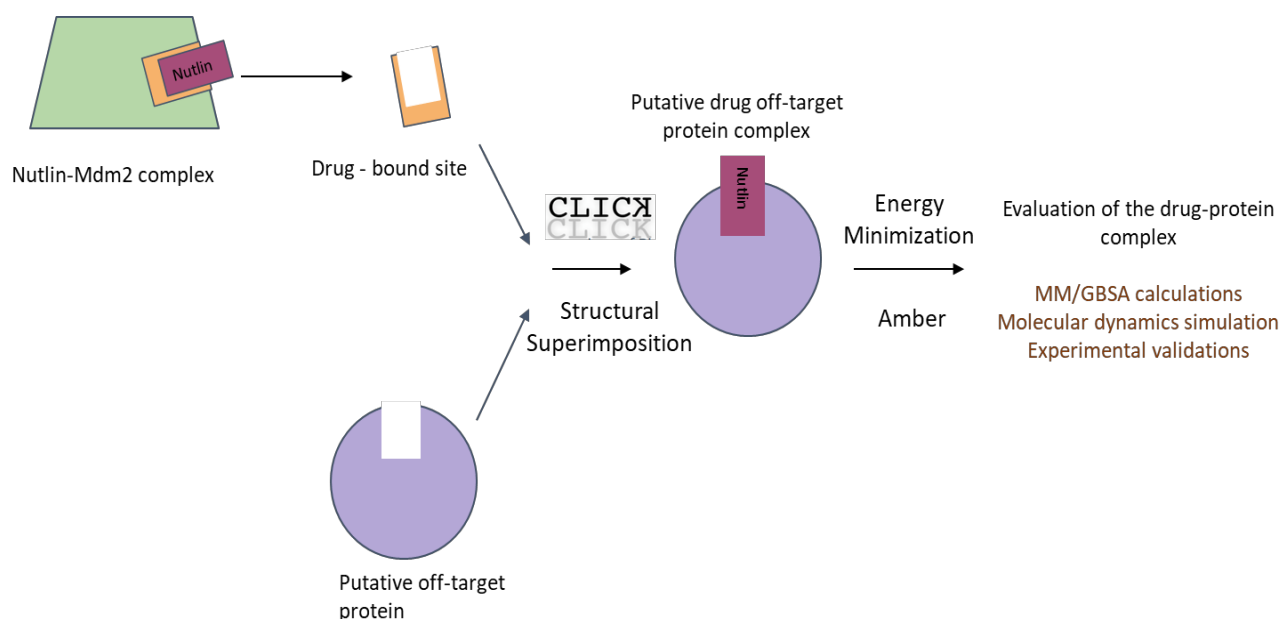 Nutlin
Nutlin-Mdm2 complex
Drug - bound site
CLICK
CLICK
Structural
Superimposition
Putative off-target
protein
Putative drug off-target
protein complex
Nutlin
Energy
Minimization
Amber
Evaluation of the drug-protein
complex
MM/GBSA calculations
Molecular dynamics simulation
Experimental validations